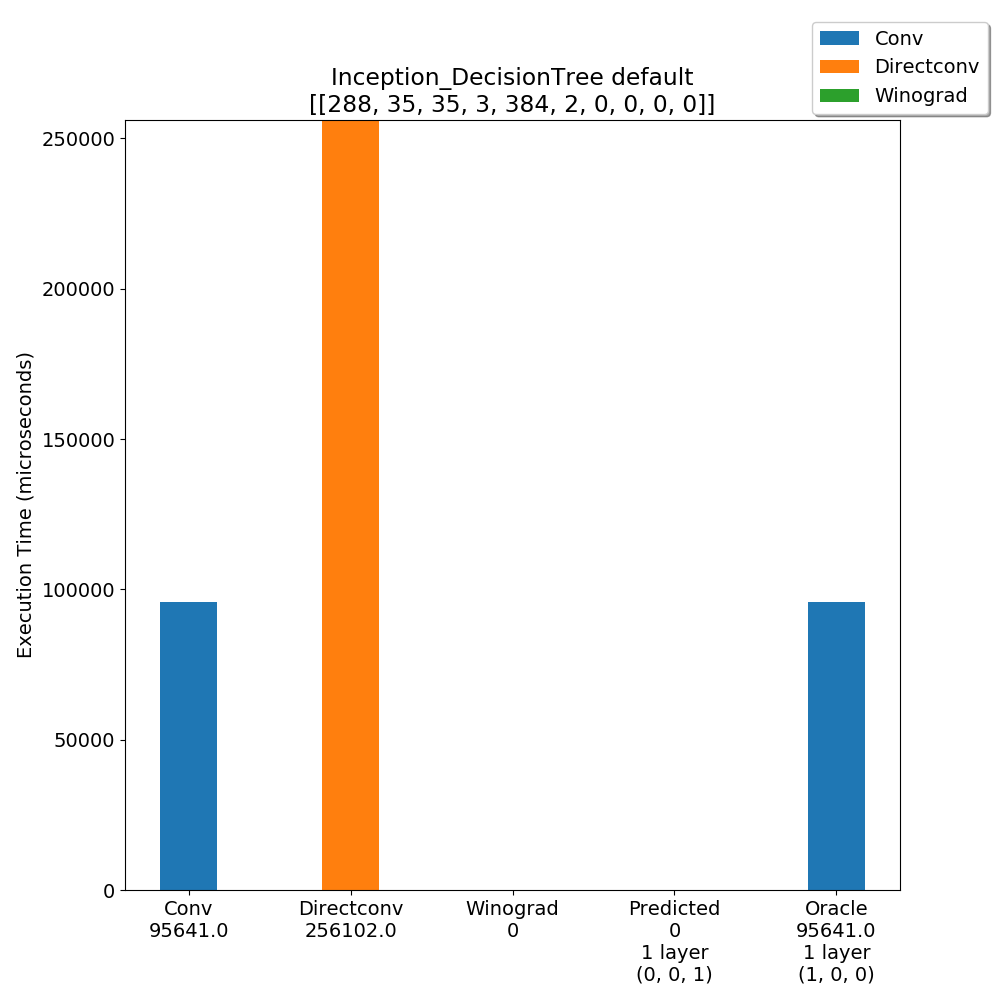 Conv
Directconv
Winograd
Inception_DecisionTree default
[[288, 35, 35, 3, 384, 2, 0, 0, 0, 0]]
Execution Time (microseconds)
250000
200000
150000
100000
50000
0
Conv
95641.0
Directconv
256102.0
Winograd
0
Predicted
0
1 layer
(0, 0, 1)
Oracle
95641.0
1 layer
(1, 0, 0)